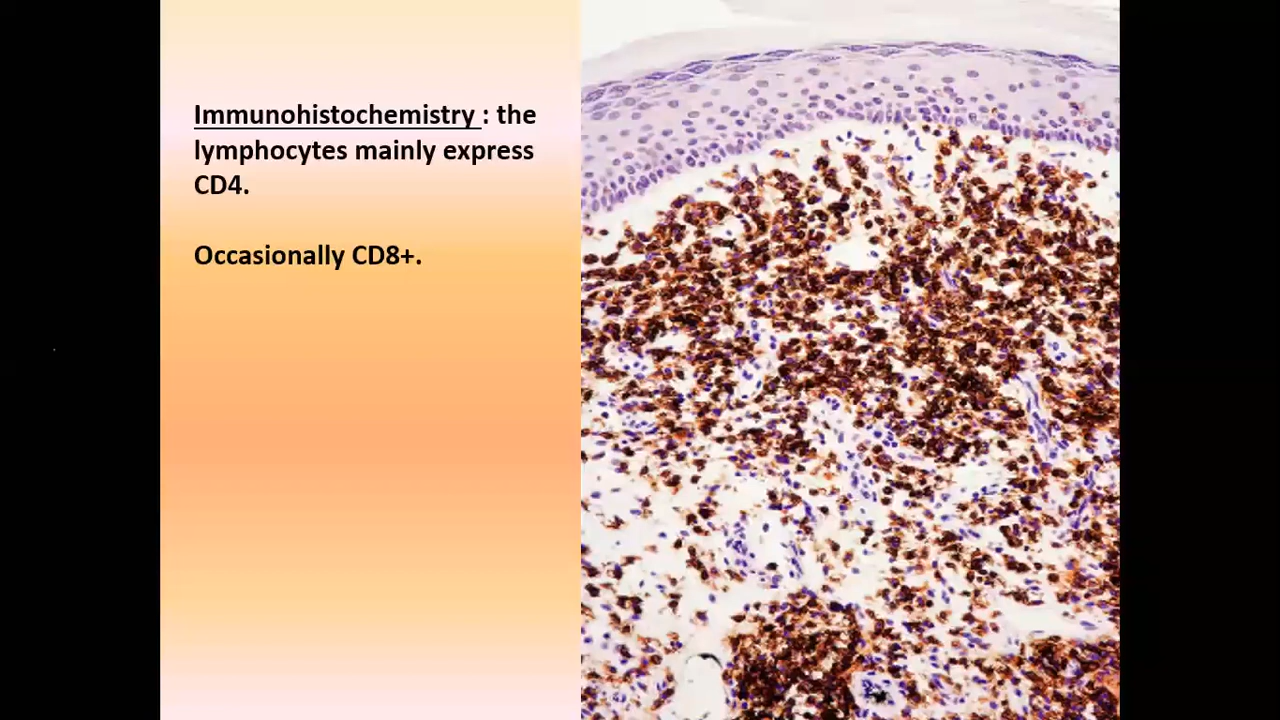 Immunohistochemistry : the
lymphocytes mainly express
CD4.
Occasionally CD8+.